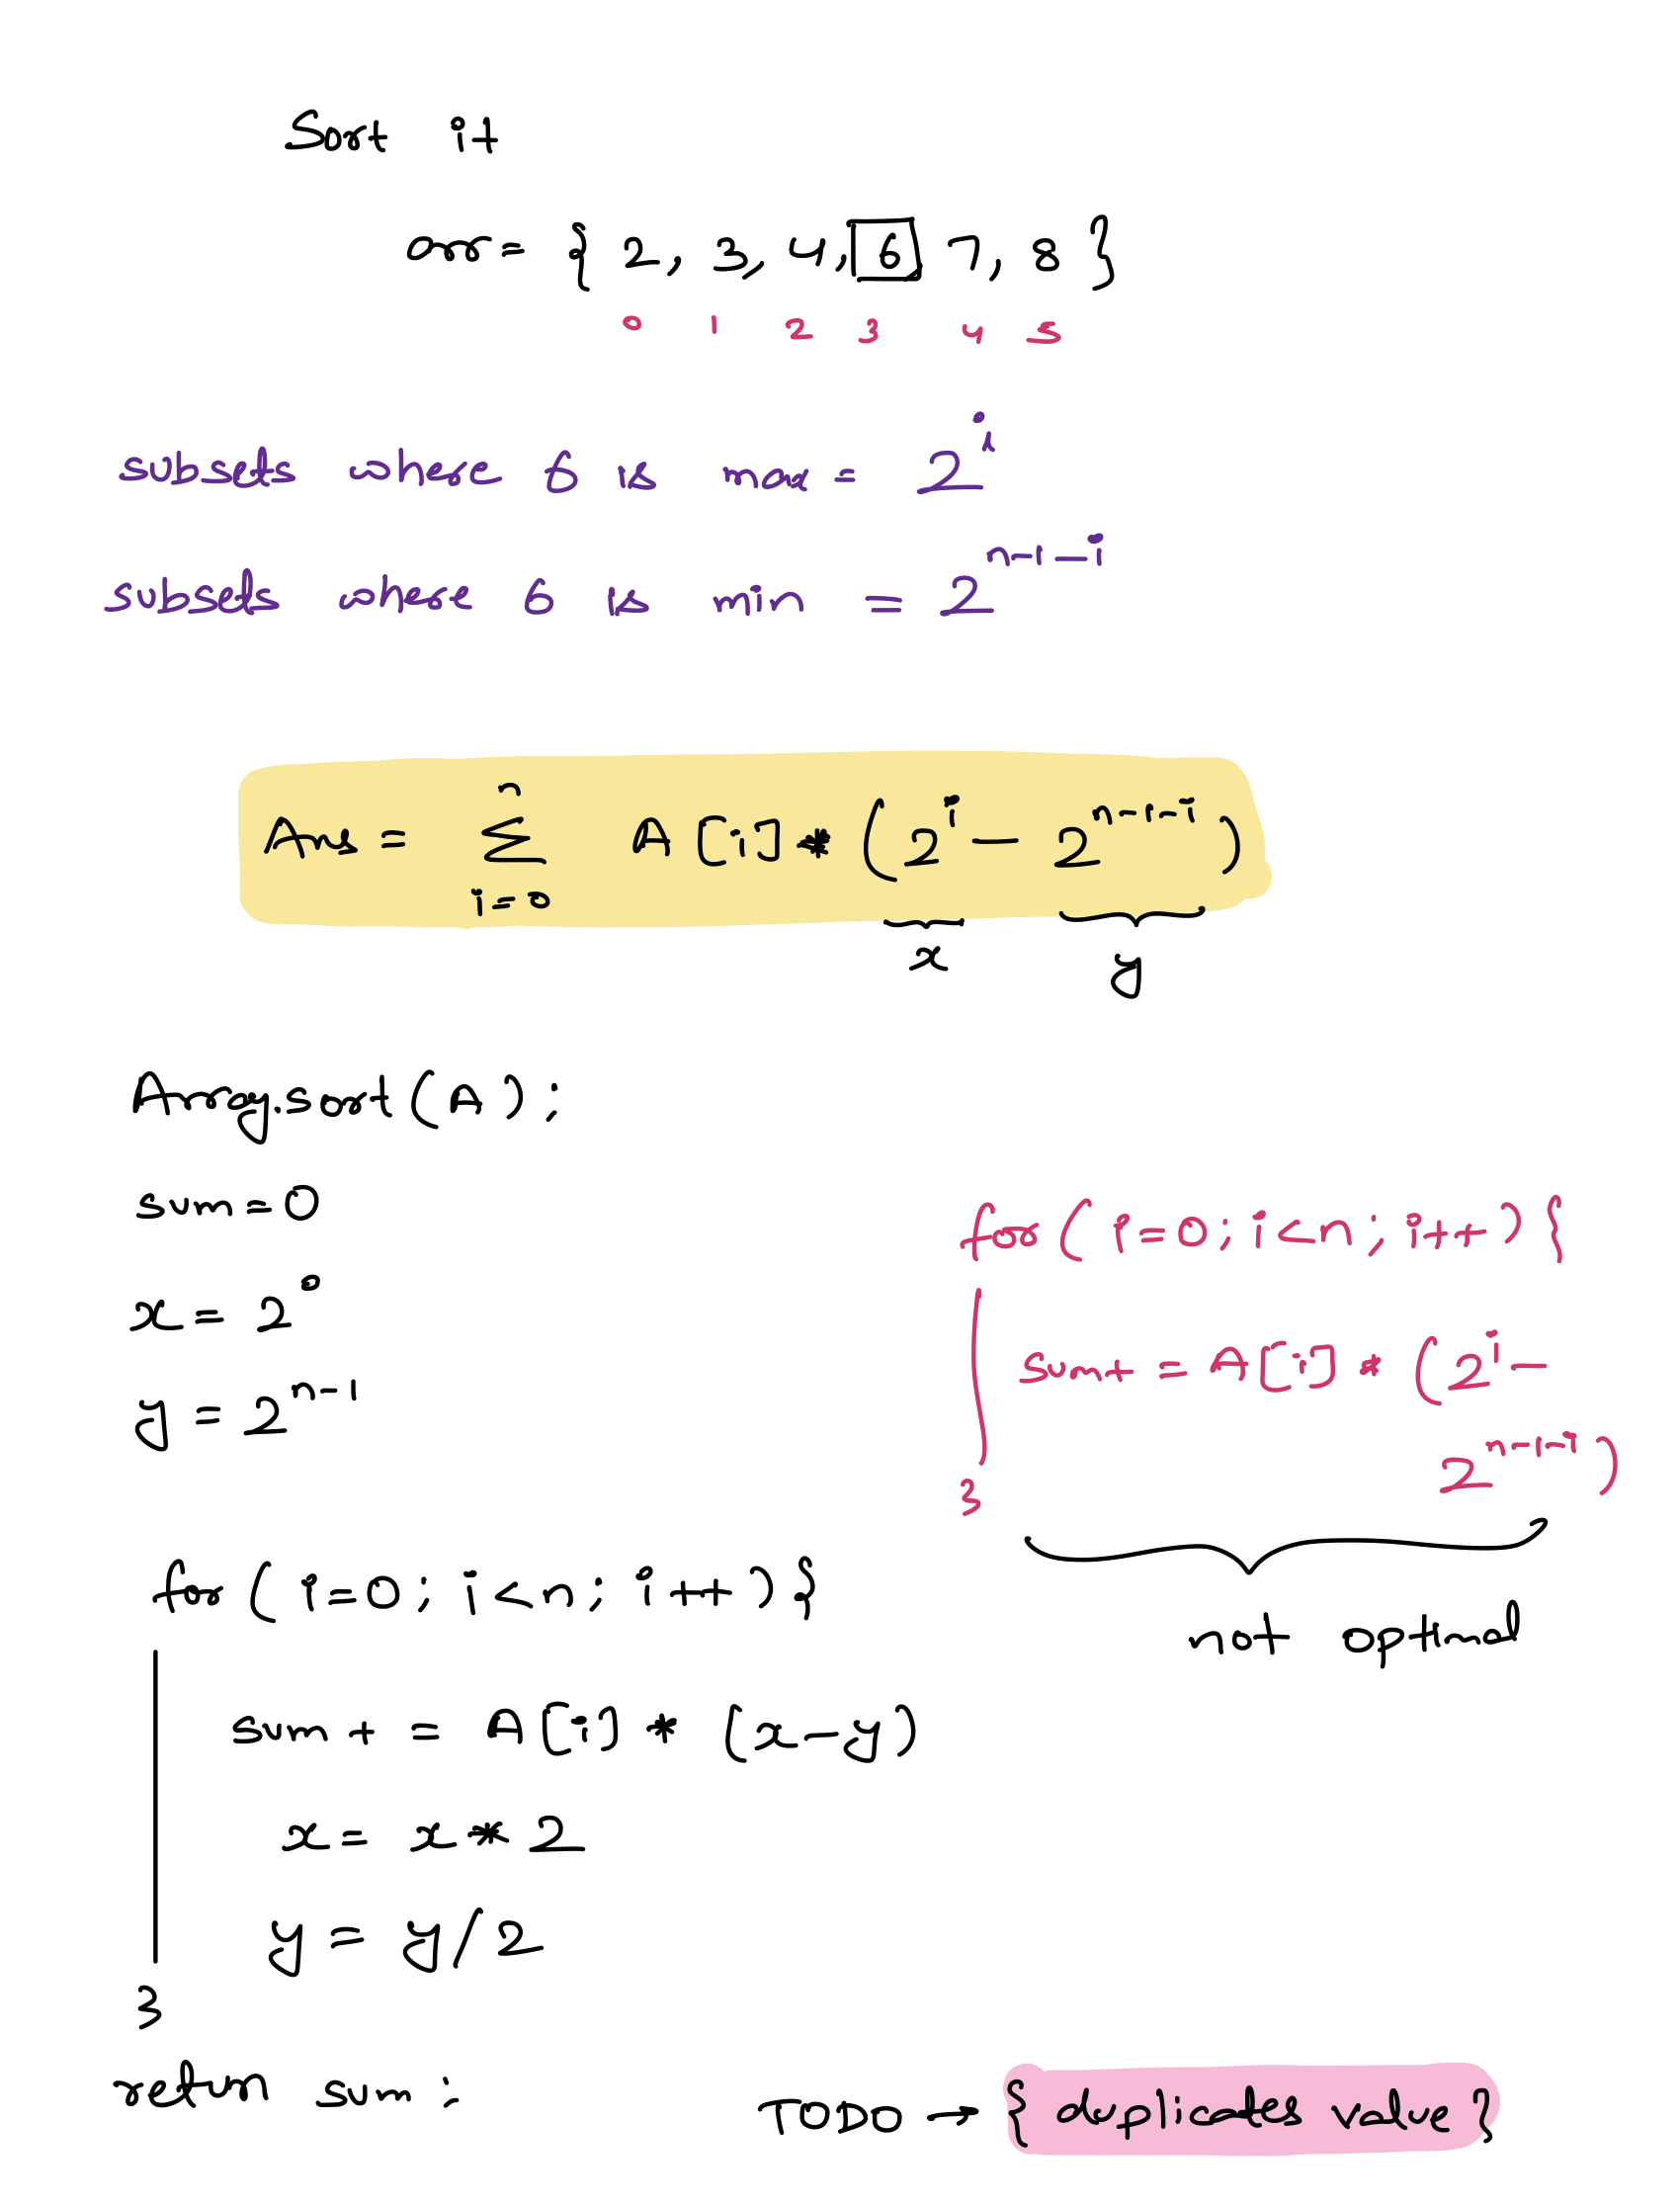 Sort it
arr = { 2, 3, 4, 6 7, 8 }
0 1 2 3 4 5
subsets where 6 is max = 2^i
subsets where 6 is min = 2^n-1-i
n
Ans = Σ A[i] * (2^i - 2^n-1-i)
i=0
x y
Array.sort(A);
sum=0
x = 2^0
y = 2^n-1
for( i=0; i<n; i++){
sum+ = A[i] * (x-y)
x = x * 2
y = y/2
}
return sum;
for( i=0; i<n; i++){
sum+ = A[i] * (2^i -
2^n-1-i)
}
not optimal
TODO → { duplicates value }